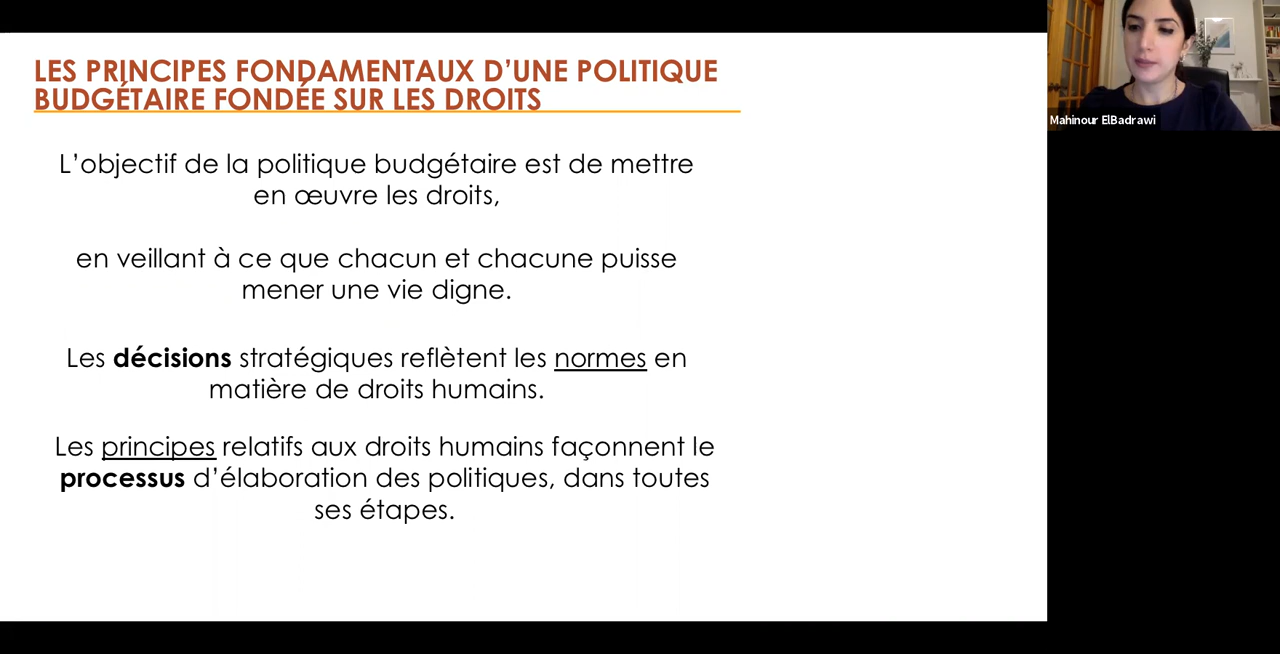 LES PRINCIPES FONDAMENTAUX D’UNE POLITIQUE
BUDGÉTAIRE FONDÉE SUR LES DROITS
L’objectif de la politique budgétaire est de mettre
en œuvre les droits,
en veillant à ce que chacun et chacune puisse
mener une vie digne.
Les décisions stratégiques reflètent les normes en
matière de droits humains.
Les principes relatifs aux droits humains façonnent le
processus d’élaboration des politiques, dans toutes
ses étapes.
Mahinour ElBadrawi